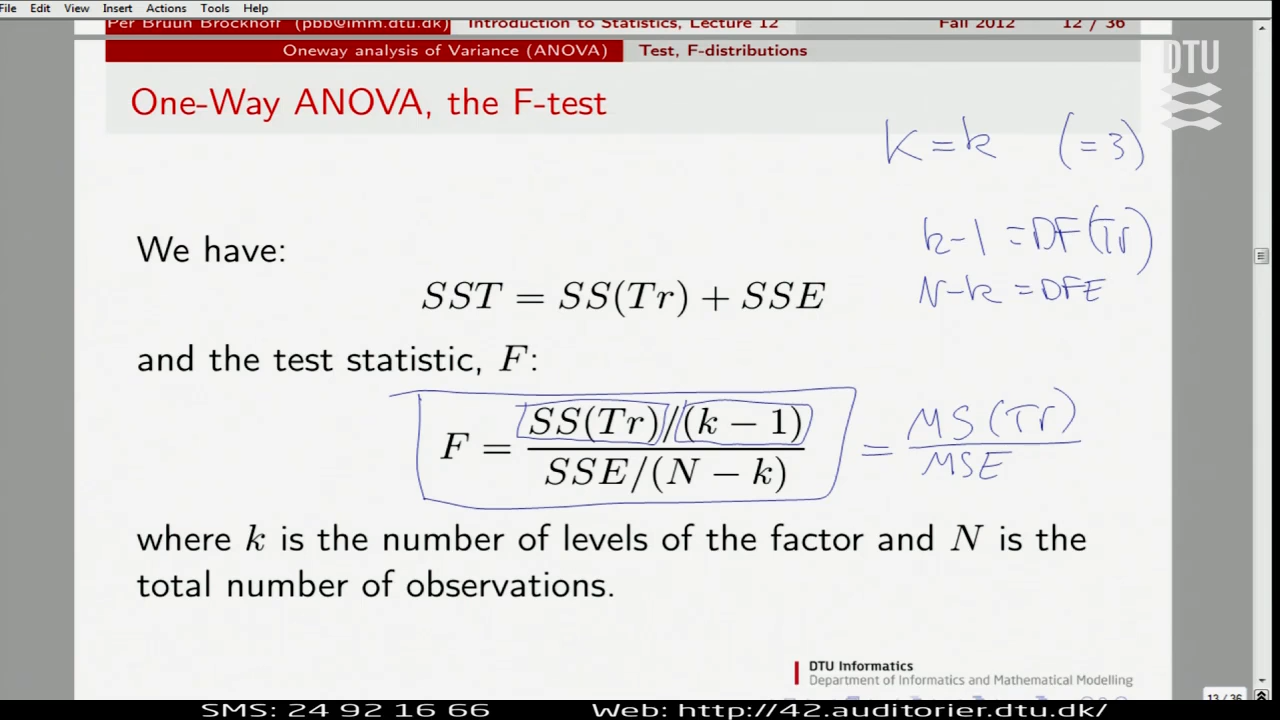 File Edit View Insert Actions Tools Help
Per Bruun Brockhoff (pbb@imm.dtu.dk) Introduction to Statistics, Lecture 12 Fall 2012 12 / 36
Oneway analysis of Variance (ANOVA) Test, F-distributions
DTU
One-Way ANOVA, the F-test
K = k (= 3)
We have:
k-1 = DF(Tr)
N-k = DFE
SST = SS(Tr) + SSE
and the test statistic, F:
F = SS(Tr)/(k − 1) / SSE/(N − k) = MS(Tr) / MSE
where k is the number of levels of the factor and N is the
total number of observations.
DTU Informatics
Department of Informatics and Mathematical Modelling
13 / 36
SMS: 24 92 16 66 Web: http://42.auditorier.dtu.dk/